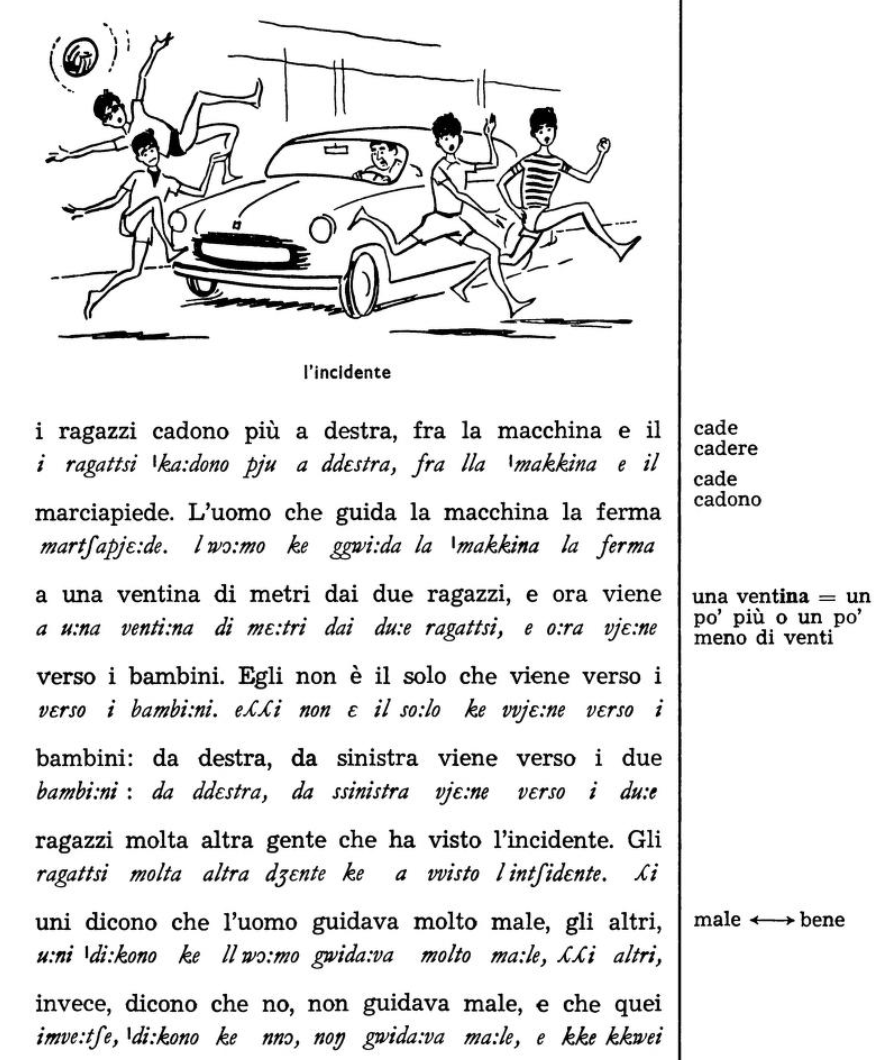 l'incidente
i ragazzi cadono più a destra, fra la macchina e il
i ragattsi ˈka:dono pju a ddɛstra, fra lla ˈmakkina e il
marciapiede. L'uomo che guida la macchina la ferma
martʃapjɛ:de. l wɔ:mo ke ggwi:da la ˈmakkina la ferma
a una ventina di metri dai due ragazzi, e ora viene
a u:na venti:na di mɛ:tri dai du:e ragattsi, e o:ra vjɛ:ne
verso i bambini. Egli non è il solo che viene verso i
vɛrso i bambi:ni. eʎʎi non ɛ il so:lo ke vvjɛ:ne vɛrso i
bambini: da destra, da sinistra viene verso i due
bambi:ni : da ddɛstra, da ssinistra vjɛ:ne vɛrso i du:e
ragazzi molta altra gente che ha visto l'incidente. Gli
ragattsi molta altra dʒɛnte ke a vvisto l intʃidɛnte. ʎi
uni dicono che l'uomo guidava molto male, gli altri,
u:ni ˈdi:kono ke ll wɔ:mo gwida:va molto ma:le, ʎʎi altri,
invece, dicono che no, non guidava male, e che quei
imve:tʃe, ˈdi:kono ke nnɔ, noŋ gwida:va ma:le, e kke kkwei
cade
cadere
cade
cadono
una ventina = un
po' più o un po'
meno di venti
male ⟷ bene